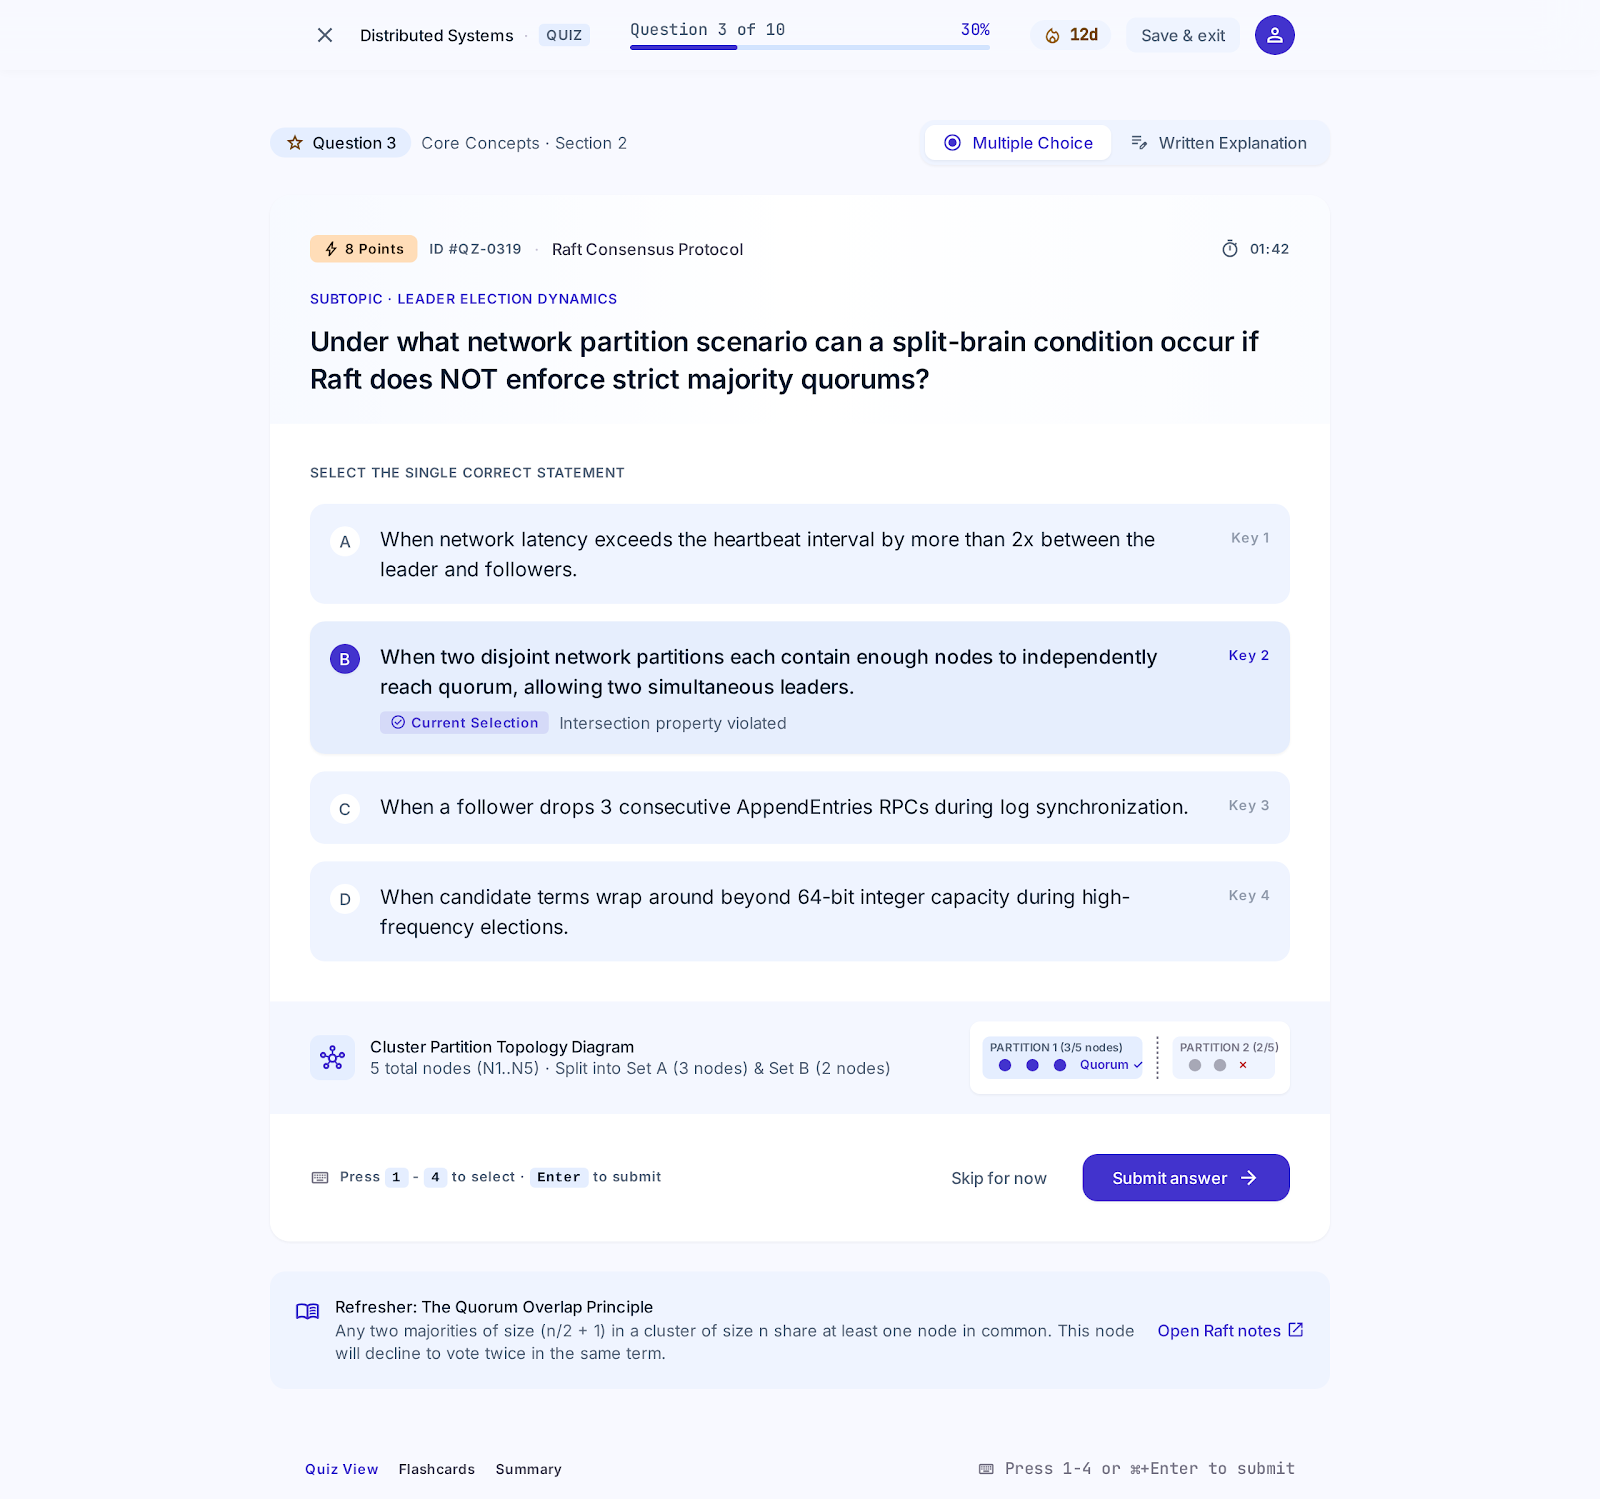 Distributed Systems · QUIZ
Question 3 of 10 30%
12d
Save & exit
Question 3 Core Concepts · Section 2
Multiple Choice
Written Explanation
8 Points ID #QZ-0319 · Raft Consensus Protocol
01:42
SUBTOPIC · LEADER ELECTION DYNAMICS
Under what network partition scenario can a split-brain condition occur if
Raft does NOT enforce strict majority quorums?
SELECT THE SINGLE CORRECT STATEMENT
A When network latency exceeds the heartbeat interval by more than 2x between the Key 1
leader and followers.
B When two disjoint network partitions each contain enough nodes to independently Key 2
reach quorum, allowing two simultaneous leaders.
Current Selection Intersection property violated
C When a follower drops 3 consecutive AppendEntries RPCs during log synchronization. Key 3
D When candidate terms wrap around beyond 64-bit integer capacity during high- Key 4
frequency elections.
Cluster Partition Topology Diagram
5 total nodes (N1..N5) · Split into Set A (3 nodes) & Set B (2 nodes)
PARTITION 1 (3/5 nodes)
Quorum ✓
PARTITION 2 (2/5)
×
Press 1 - 4 to select · Enter to submit
Skip for now
Submit answer →
Refresher: The Quorum Overlap Principle
Any two majorities of size (n/2 + 1) in a cluster of size n share at least one node in common. This node
will decline to vote twice in the same term.
Open Raft notes
Quiz View Flashcards Summary
Press 1-4 or ⌘+Enter to submit